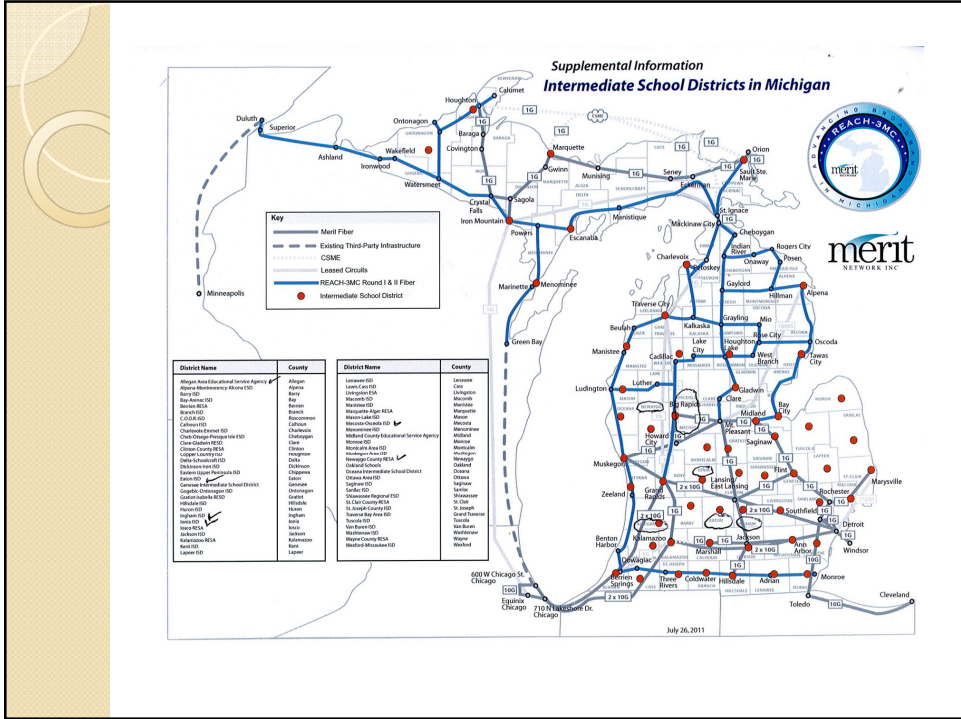 Supplemental Information
Intermediate School Districts in Michigan
ADVANCING BROADBAND IN MICHIGAN
REACH-3MC
merit
merit
NETWORK INC
Calumet
Houghton
Duluth
Superior
Ontonagon
Baraga
Covington
Wakefield
Ashland
Ironwood
Watersmeet
Marquette
Gwinn
Munising
Seney
Eckerman
Orion
Sault Ste.
Marie
CSME
Crystal
Falls
Sagola
Iron Mountain
Powers
Escanaba
Manistique
St. Ignace
Mackinaw City
Cheboygan
Indian
River
Rogers City
Onaway
Posen
Charlevoix
Petoskey
Gaylord
Hillman
Alpena
Marinette
Menominee
Minneapolis
Green Bay
Key
Merit Fiber
Existing Third-Party Infrastructure
CSME
Leased Circuits
REACH-3MC Round I & II Fiber
Intermediate School District
Traverse City
Kalkaska
Grayling
Mio
Rose City
Beulah
Lake
City
Houghton
Lake
Oscoda
Manistee
Cadillac
West
Branch
Tawas
City
Ludington
Luther
Gladwin
Clare
Big Rapids
Bay
City
Midland
Mt.
Pleasant
Howard
City
Saginaw
Muskegon
Flint
Lansing/
East Lansing
Marysville
Zeeland
Grand
Rapids
Rochester
Southfield
Detroit
Windsor
Kalamazoo
Jackson
Marshall
Ann
Arbor
Benton
Harbor
Dowagiac
Berrien
Springs
Three
Rivers
Coldwater
Hillsdale
Adrian
Monroe
Toledo
Cleveland
600 W Chicago St.
Chicago
Equinix
Chicago
710 N Lakeshore Dr.
Chicago
1G
10G
2 x 10G
July 26, 2011
District Name County
Allegan Area Educational Service Agency Allegan
Alpena-Montmorency-Alcona ESD Alpena
Barry ISD Barry
Bay-Arenac ISD Bay
Berrien RESA Berrien
Branch ISD Branch
C.O.O.R. ISD Roscommon
Calhoun ISD Calhoun
Charlevoix-Emmet ISD Charlevoix
Cheb-Otsego-Presque Isle ESD Cheboygan
Clare-Gladwin RESD Clare
Clinton County RESA Clinton
Copper Country ISD Houghton
Delta-Schoolcraft ISD Delta
Dickinson-Iron ISD Dickinson
Eastern Upper Peninsula ISD Chippewa
Eaton ISD Eaton
Genesee Intermediate School District Genesee
Gogebic-Ontonagon ISD Ontonagon
Gratiot-Isabella RESD Gratiot
Hillsdale ISD Hillsdale
Huron ISD Huron
Ingham ISD Ingham
Ionia ISD Ionia
Iosco RESA Iosco
Jackson ISD Jackson
Kalamazoo RESA Kalamazoo
Kent ISD Kent
Lapeer ISD Lapeer
District Name County
Lenawee ISD Lenawee
Lewis Cass ISD Cass
Livingston ESA Livingston
Macomb ISD Macomb
Manistee ISD Manistee
Marquette-Alger RESA Marquette
Mason-Lake ISD Mason
Mecosta-Osceola ISD Mecosta
Menominee ISD Menominee
Midland County Educational Service Agency Midland
Monroe ISD Monroe
Montcalm Area ISD Montcalm
Muskegon Area ISD Muskegon
Newaygo County RESA Newaygo
Oakland Schools Oakland
Oceana Intermediate School District Oceana
Ottawa Area ISD Ottawa
Saginaw ISD Saginaw
Sanilac ISD Sanilac
Shiawassee Regional ESD Shiawassee
St. Clair County RESA St. Clair
St. Joseph County ISD St. Joseph
Traverse Bay Area ISD Grand Traverse
Tuscola ISD Tuscola
Van Buren ISD Van Buren
Washtenaw ISD Washtenaw
Wayne County RESA Wayne
Wexford-Missaukee ISD Wexford